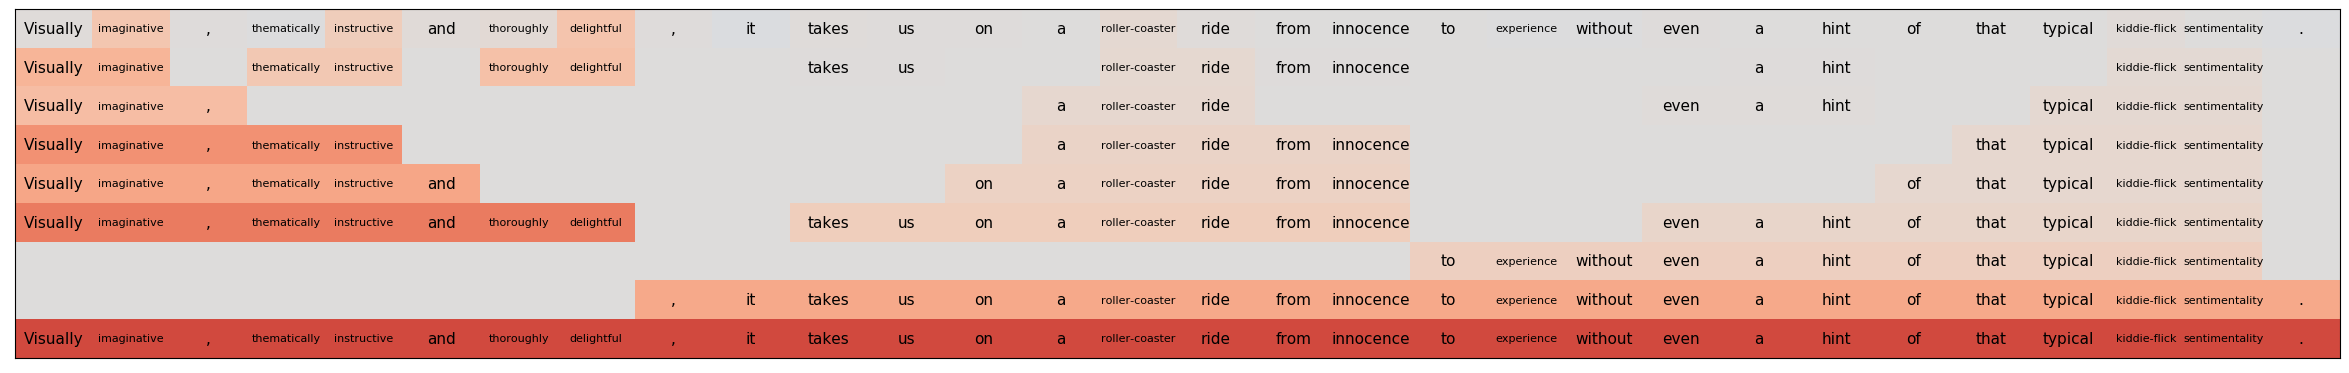 Visually imaginative , thematically instructive and thoroughly delightful , it takes us on a roller-coaster ride from innocence to experience without even a hint of that typical kiddie-flick sentimentality .
Visually imaginative thematically instructive thoroughly delightful takes us roller-coaster ride from innocence a hint kiddie-flick sentimentality
Visually imaginative , a roller-coaster ride even a hint typical kiddie-flick sentimentality
Visually imaginative , thematically instructive a roller-coaster ride from innocence that typical kiddie-flick sentimentality
Visually imaginative , thematically instructive and on a roller-coaster ride from innocence of that typical kiddie-flick sentimentality
Visually imaginative , thematically instructive and thoroughly delightful takes us on a roller-coaster ride from innocence even a hint of that typical kiddie-flick sentimentality
to experience without even a hint of that typical kiddie-flick sentimentality
, it takes us on a roller-coaster ride from innocence to experience without even a hint of that typical kiddie-flick sentimentality .
Visually imaginative , thematically instructive and thoroughly delightful , it takes us on a roller-coaster ride from innocence to experience without even a hint of that typical kiddie-flick sentimentality .